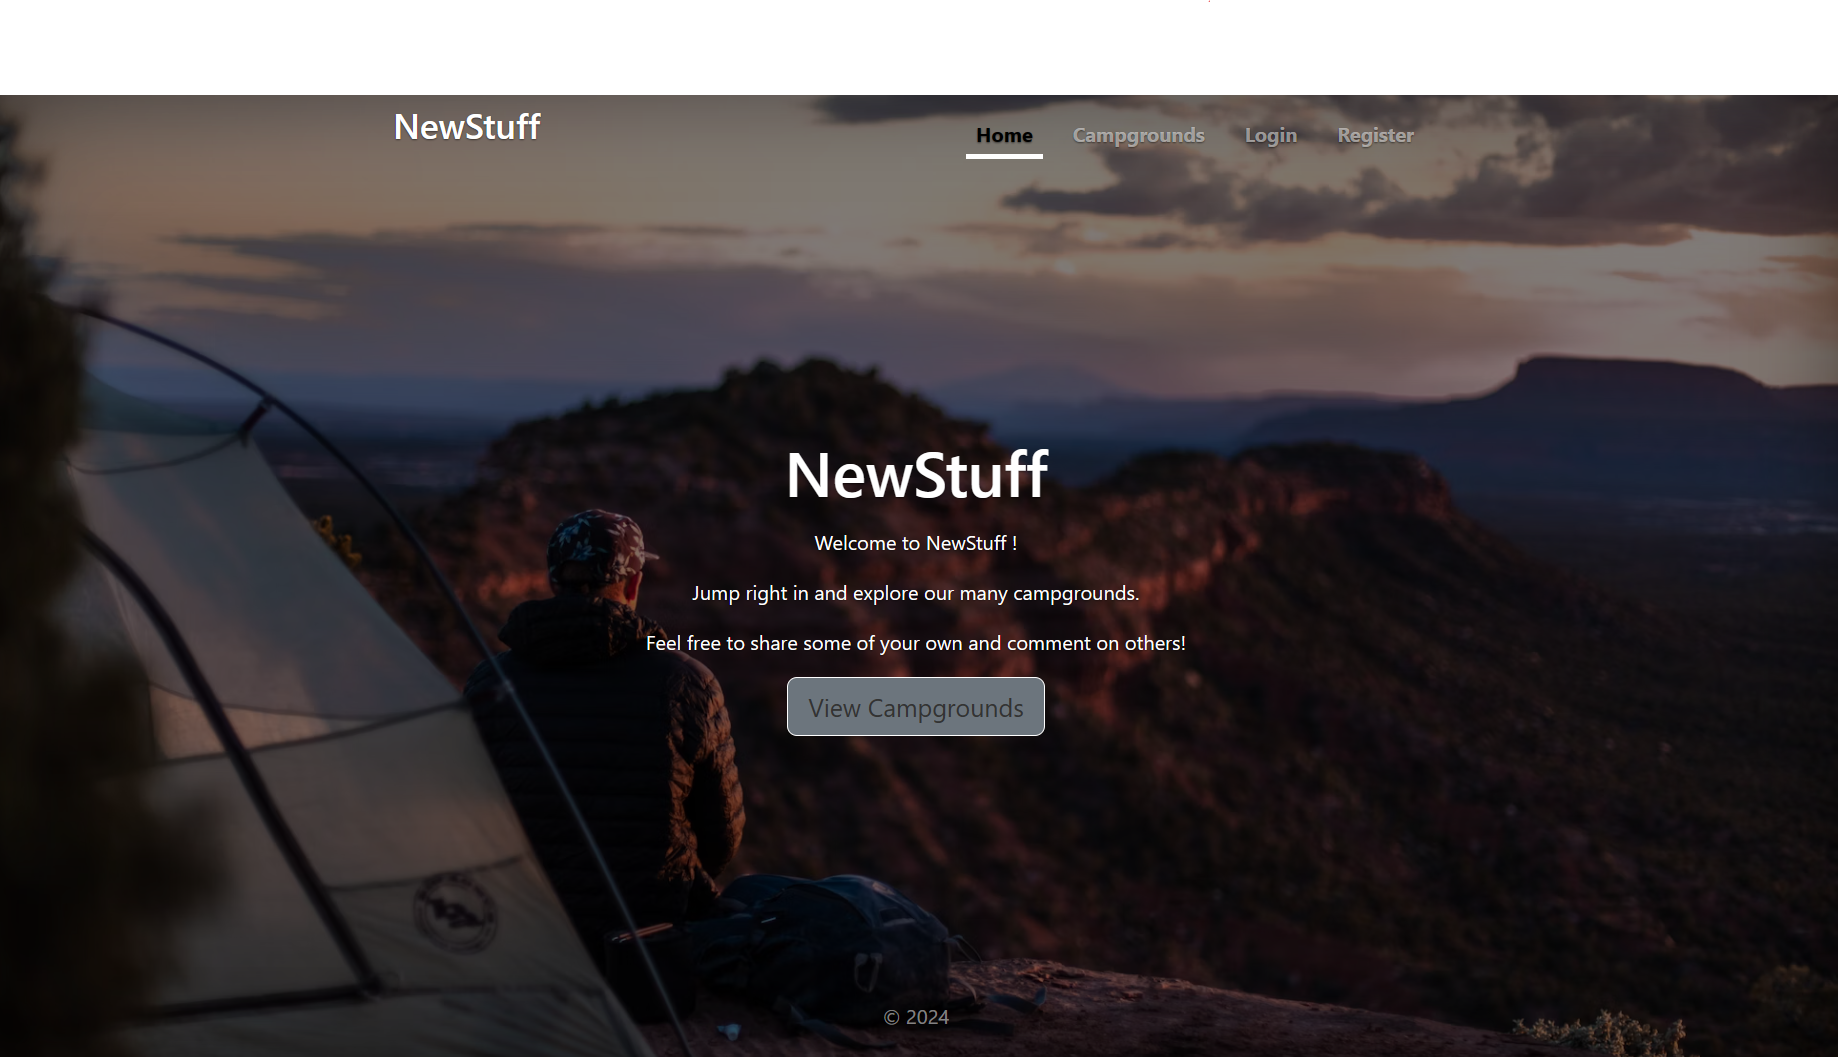 NewStuff
Home Campgrounds Login Register
NewStuff
Welcome to NewStuff !
Jump right in and explore our many campgrounds.
Feel free to share some of your own and comment on others!
View Campgrounds
© 2024